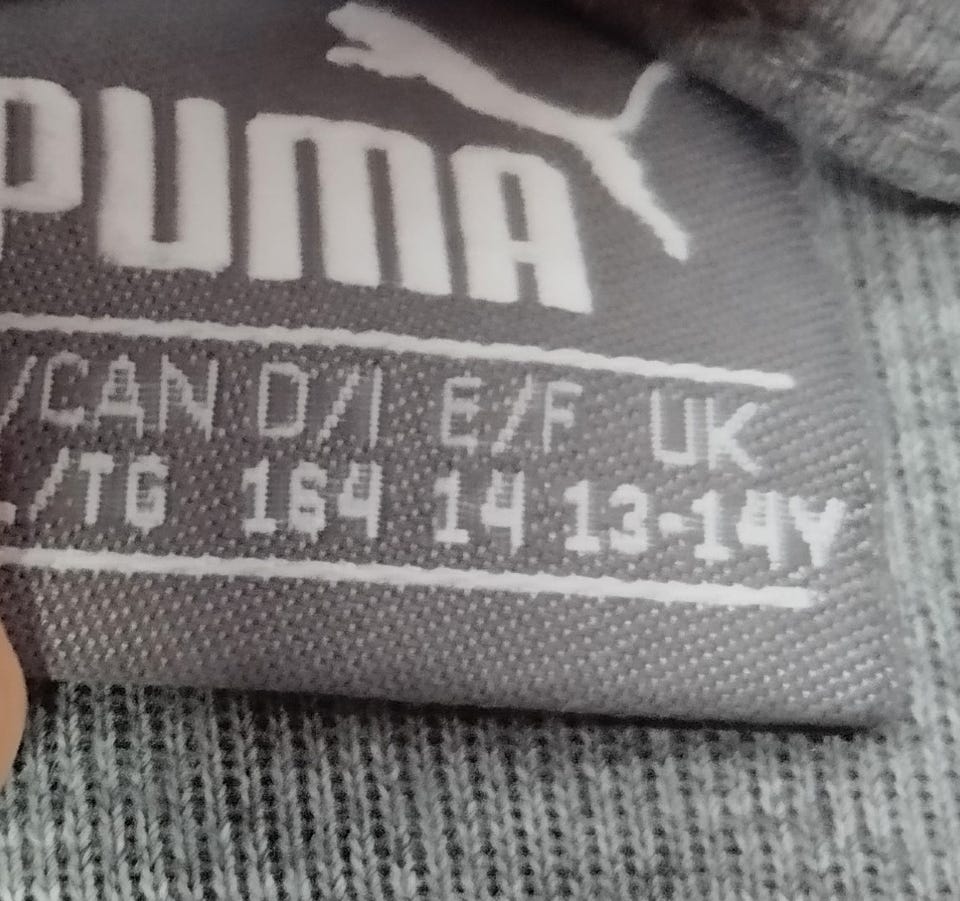 PUMA
/CAN D/I E/F UK
/TG 164 14 13-14Y